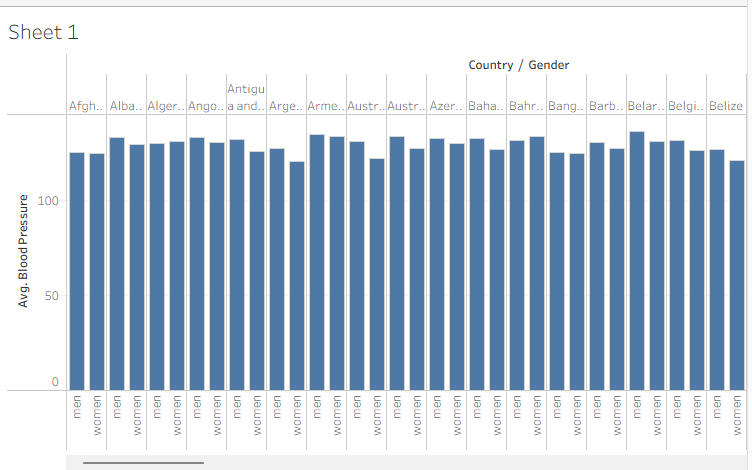 Sheet 1
Country / Gender
Afgh.. Alba.. Alger.. Ango.. Antigu a and.. Arge.. Arme.. Austr.. Austr.. Azer.. Baha.. Bahr.. Bang.. Barb.. Belar.. Belgi.. Belize
Avg. Blood Pressure
100
50
0
men women men women men women men women men women men women men women men women men women men women men women men women men women men women men women men women men women